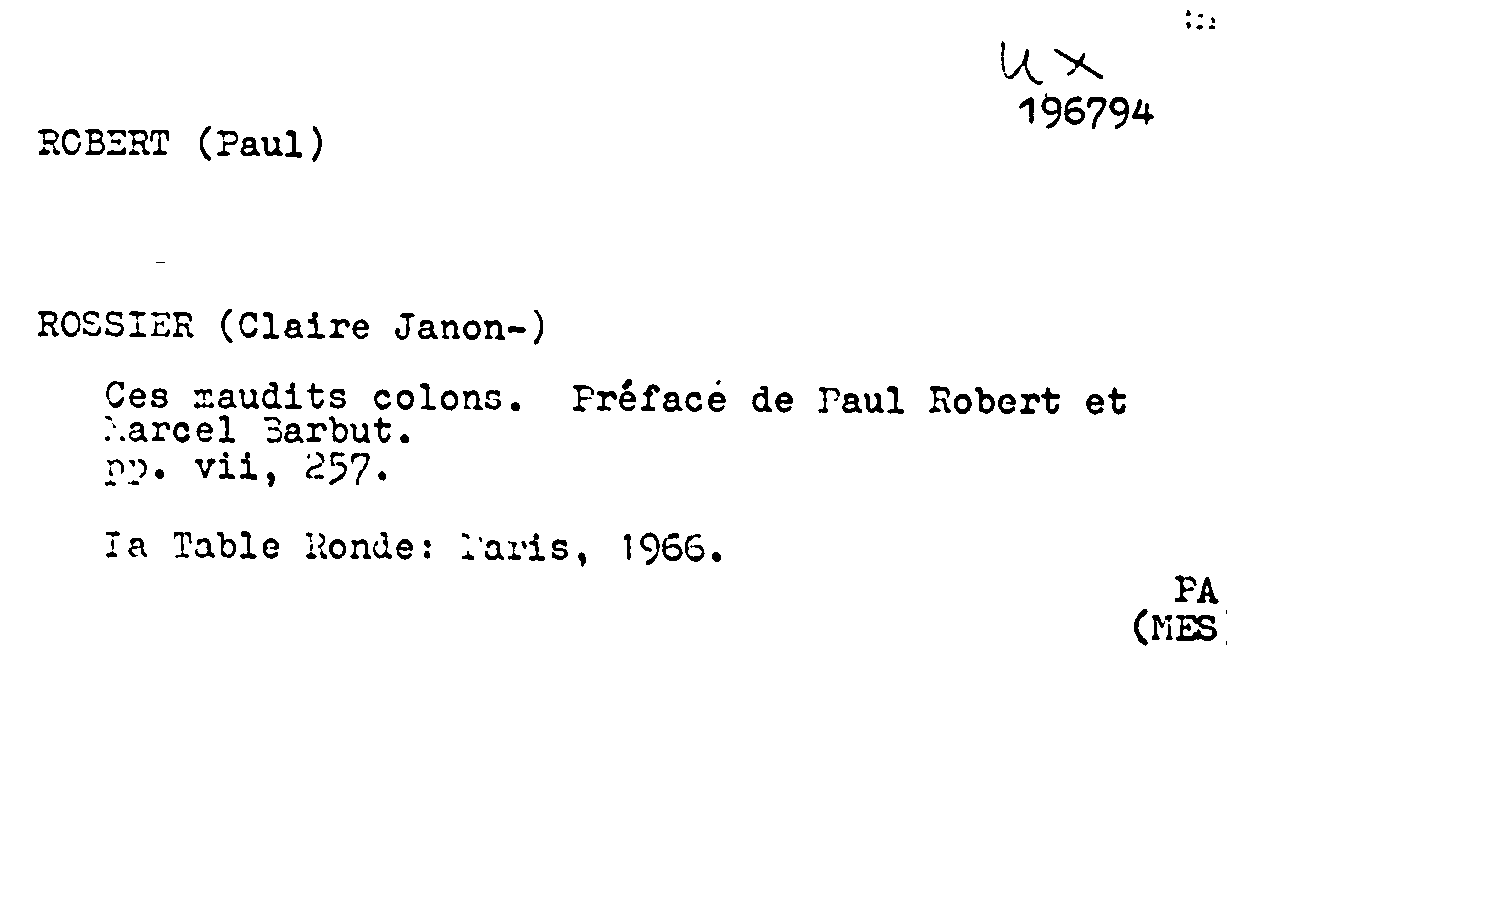 UX
196794
ROBERT (Paul)
ROSSIER (Claire Janon-)
Ces maudits colons. Préface de Paul Robert et
Marcel Barbut.
pp. vii, 257.
La Table Ronde: Paris, 1966.
PA
(MES